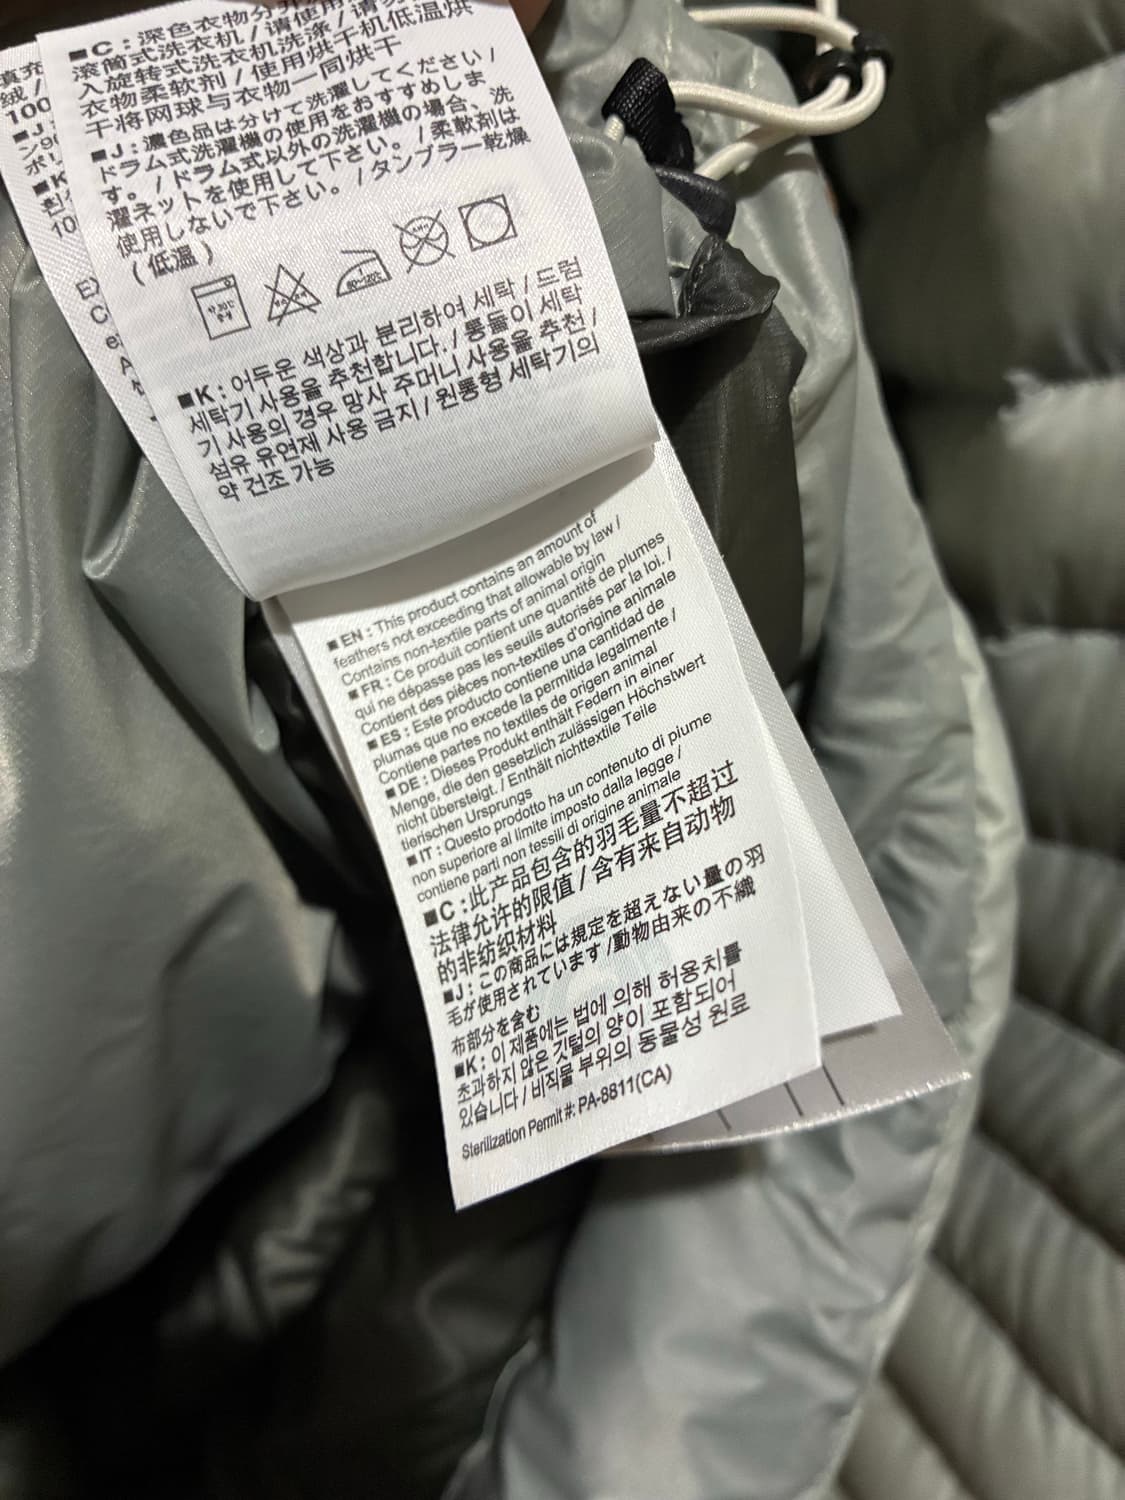 真充
绒 /
100
■J
ン9
ポリ
■K
10
EX
■C : 深色衣物分开
滚筒式洗衣机 / 请使用
入旋转式洗衣机洗涤 / 请勿
衣物柔软剂 / 使用烘干机低温烘
干将网球与衣物一同烘干
■J : 濃色品は分けて洗濯してください /
ドラム式洗濯機の使用をおすすめしま
す。/ ドラム式以外の洗濯機の場合、洗
濯ネットを使用して下さい。/ 柔軟剤は
使用しないで下さい。/ タンブラー乾燥
( 低温 )
■K : 어두운 색상과 분리하여 세탁 / 드럼
세탁기 사용을 추천합니다. / 통돌이 세탁
기 사용의 경우 망사 주머니 사용을 추천 /
섬유 유연제 사용 금지 / 원통형 세탁기의
약 건조 가능
■ EN : This product contains an amount of
feathers not exceeding that allowable by law /
Contains non-textile parts of animal origin
■ FR : Ce produit contient une quantité de plumes
qui ne dépasse pas les seuils autorisés par la loi. /
Contient des pièces non-textiles d'origine animale
■ ES : Este producto contiene una cantidad de
plumas que no excede la permitida legalmente /
Contiene partes no textiles de origen animal
■ DE : Dieses Produkt enthält Federn in einer
Menge, die den gesetzlich zulässigen Höchstwert
nicht übersteigt. / Enthält nichttextile Teile
tierischen Ursprungs
■ IT : Questo prodotto ha un contenuto di piume
non superiore al limite imposto dalla legge /
contiene parti non tessili di origine animale
■C : 此产品包含的羽毛量不超过
法律允许的限值 / 含有来自动物
的非纺织材料
■J : この商品には規定を超えない量の羽
毛が使用されています /動物由来の不織
布部分を含む
■K : 이 제품에는 법에 의해 허용치를
초과하지 않은 깃털의 양이 포함되어
있습니다 / 비직물 부위의 동물성 원료
Sterilization Permit #: PA-8811(CA)